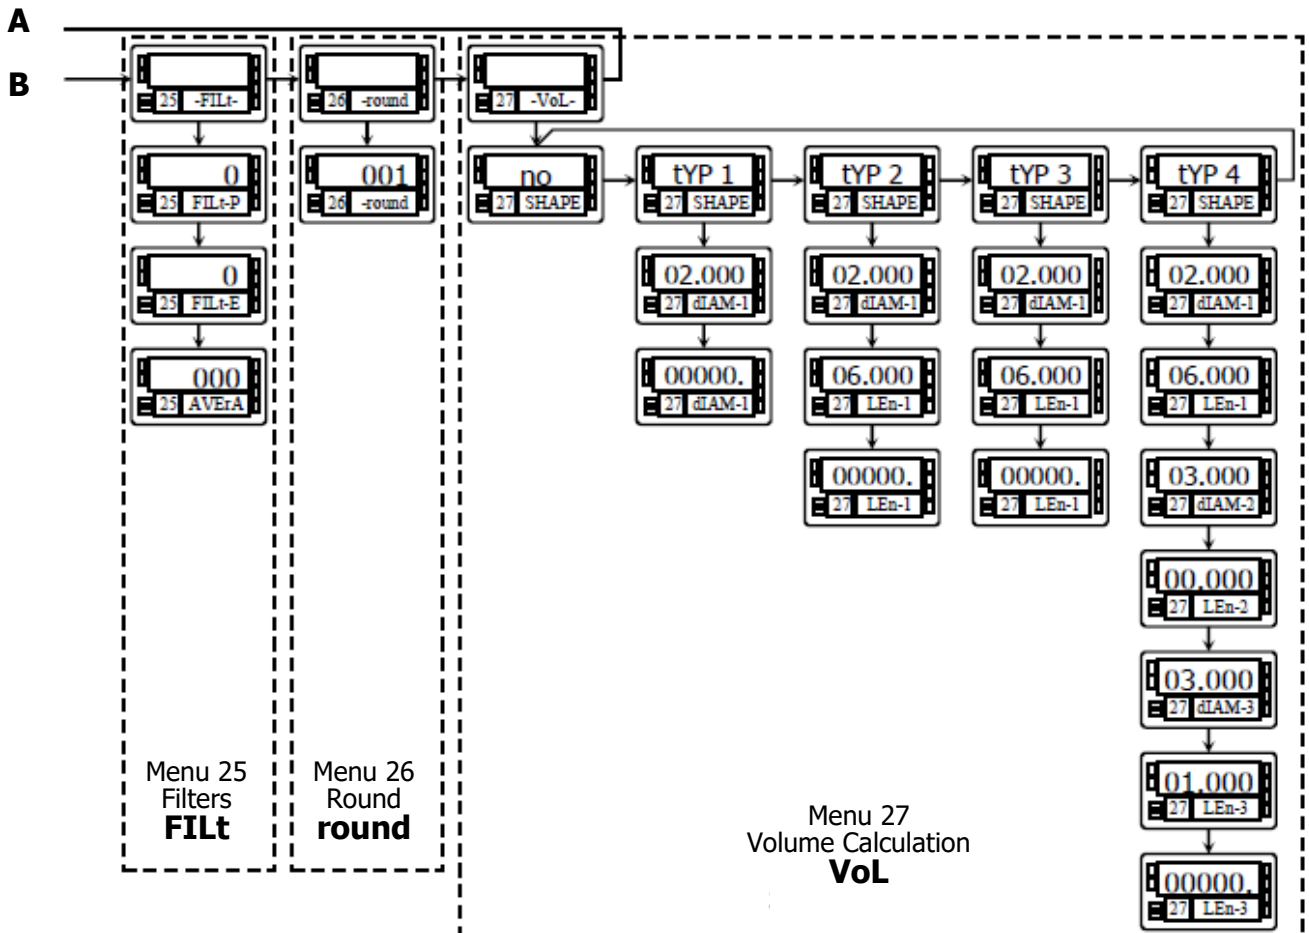 A
B
25 -FILt-
26 -round
27 -VoL-
0
25 FILt-P
001
26 -round
no
27 SHAPE
tYP 1
27 SHAPE
tYP 2
27 SHAPE
tYP 3
27 SHAPE
tYP 4
27 SHAPE
0
25 FILt-E
02.000
27 dIAM-1
02.000
27 dIAM-1
02.000
27 dIAM-1
02.000
27 dIAM-1
000
25 AVErA
00000.
27 dIAM-1
06.000
27 LEn-1
06.000
27 LEn-1
06.000
27 LEn-1
00000.
27 LEn-1
00000.
27 LEn-1
03.000
27 dIAM-2
00.000
27 LEn-2
03.000
27 dIAM-3
01.000
27 LEn-3
00000.
27 LEn-3
Menu 25
Filters
FILt
Menu 26
Round
round
Menu 27
Volume Calculation
VoL